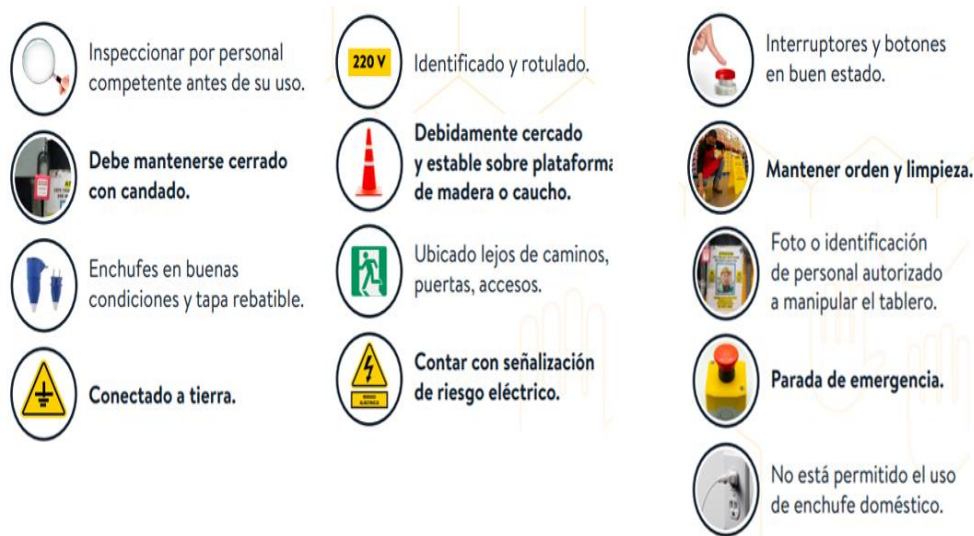 Inspeccionar por personal
competente antes de su uso.
Debe mantenerse cerrado
con candado.
Enchufes en buenas
condiciones y tapa rebatible.
Conectado a tierra.
220 V
Identificado y rotulado.
Debidamente cercado
y estable sobre plataforma
de madera o caucho.
Ubicado lejos de caminos,
puertas, accesos.
Contar con señalización
de riesgo eléctrico.
RIESGO
ELÉCTRICO
Interruptores y botones
en buen estado.
Mantener orden y limpieza.
Foto o identificación
de personal autorizado
a manipular el tablero.
Parada de emergencia.
No está permitido el uso
de enchufe doméstico.